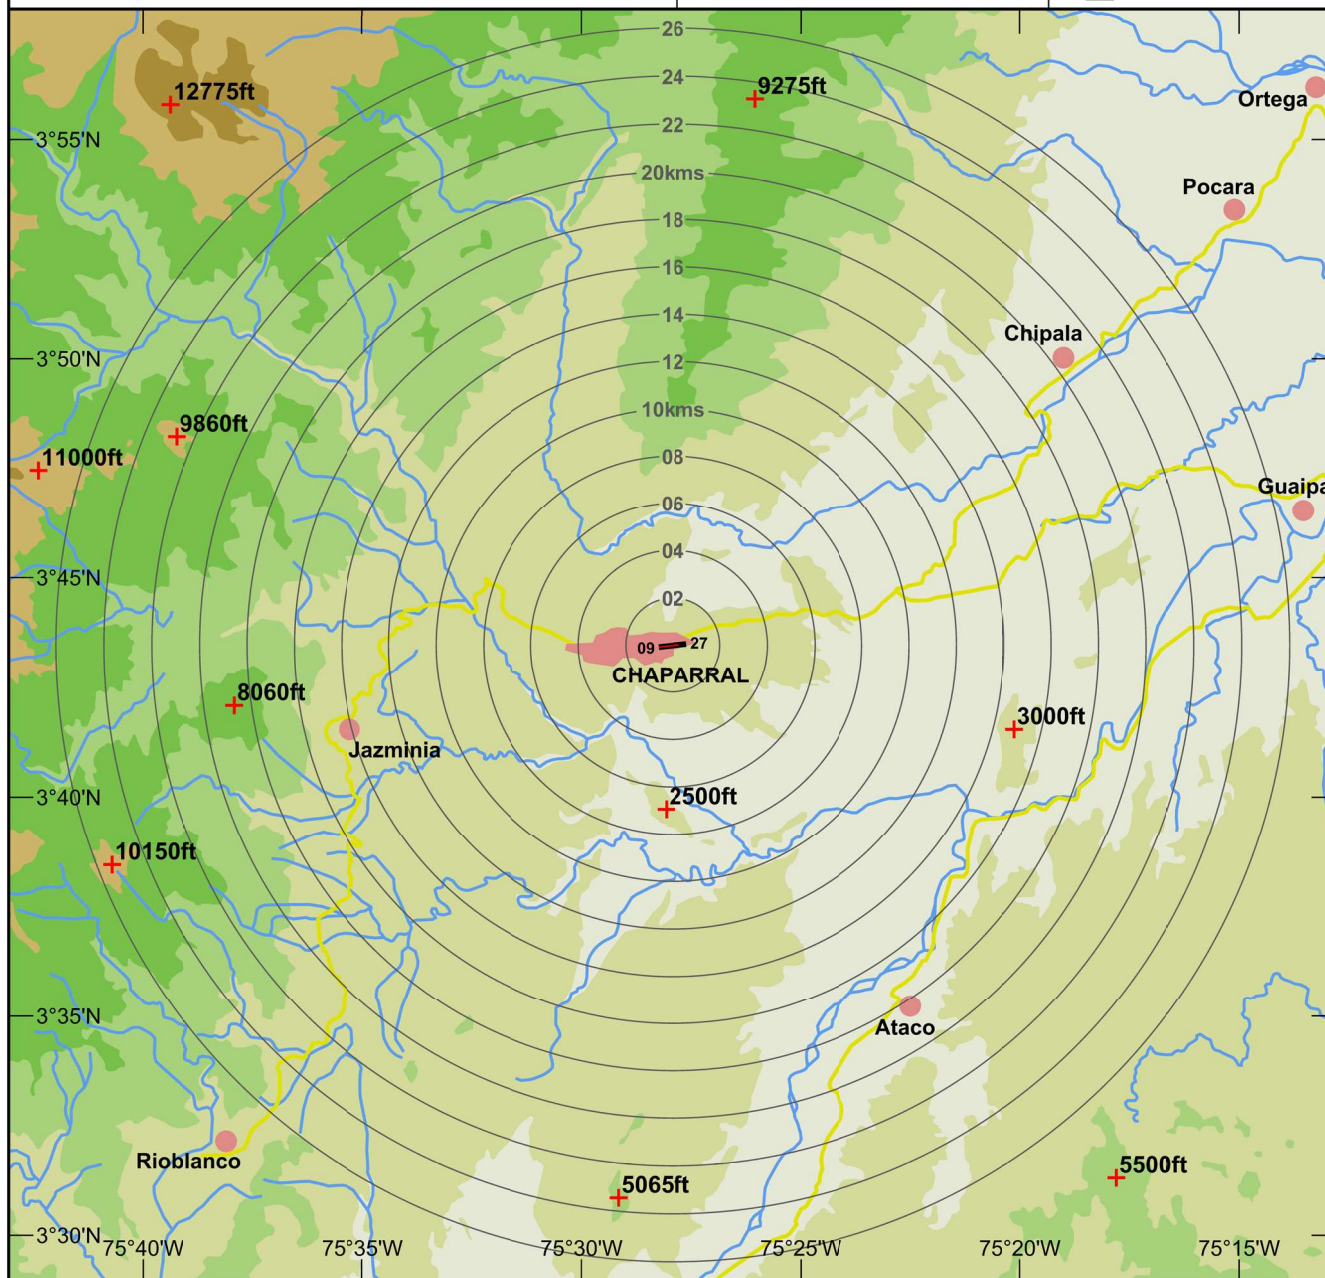 26
12775ft
24
9275ft
Ortega
22
3°55'N
20kms
Pocara
18
16
14
Chipala
3°50'N
12
10kms
9860ft
11000ft
08
Guaipa
06
04
3°45'N
02
09
27
CHAPARRAL
8060ft
3000ft
Jazminia
3°40'N
2500ft
10150ft
3°35'N
Ataco
Rioblanco
5500ft
5065ft
3°30'N
75°40'W
75°35'W
75°30'W
75°25'W
75°20'W
75°15'W